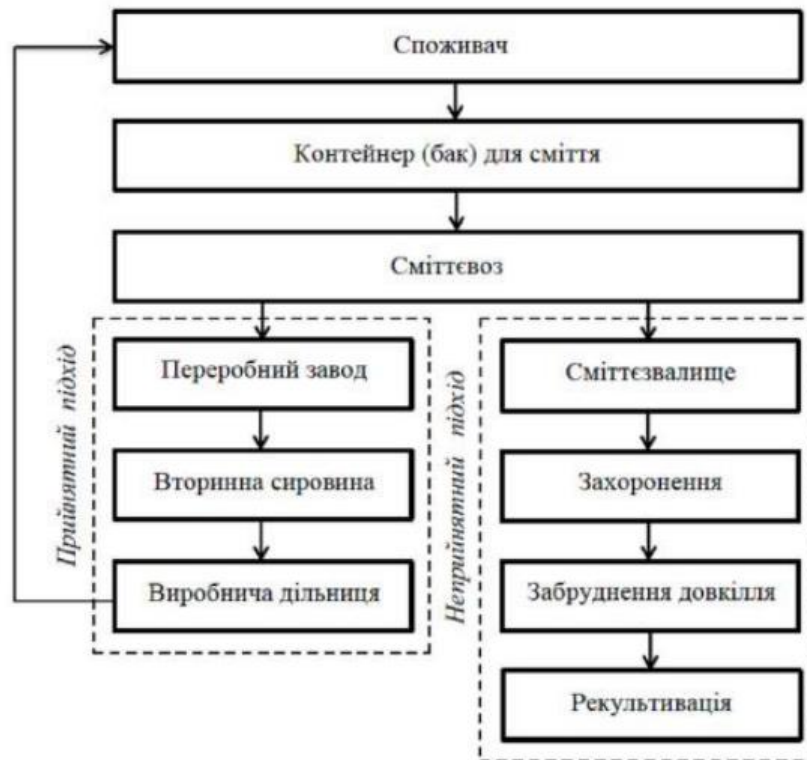 Споживач
Контейнер (бак) для сміття
Сміттєвоз
Прийнятний підхід
Переробний завод
Вторинна сировина
Виробнича дільниця
Неприйнятний підхід
Сміттєзвалище
Захоронення
Забруднення довкілля
Рекультивація